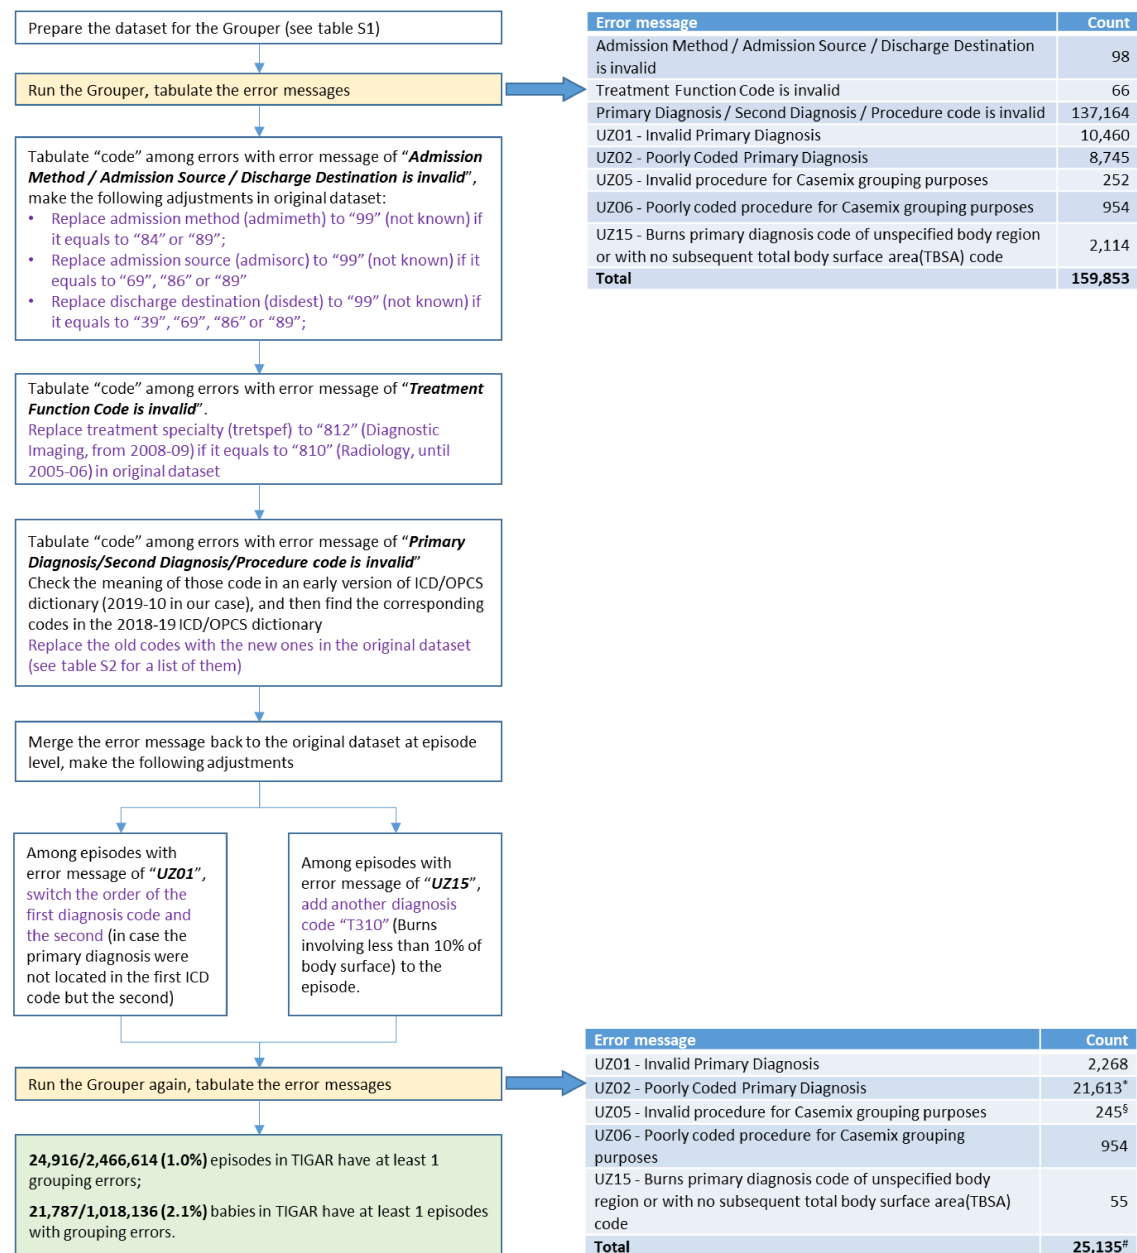 Prepare the dataset for the Grouper (see table S1)
Run the Grouper, tabulate the error messages
Error message Count
Admission Method / Admission Source / Discharge Destination
is invalid 98
Treatment Function Code is invalid 66
Primary Diagnosis / Second Diagnosis / Procedure code is invalid 137,164
UZ01 - Invalid Primary Diagnosis 10,460
UZ02 - Poorly Coded Primary Diagnosis 8,745
UZ05 - Invalid procedure for Casemix grouping purposes 252
UZ06 - Poorly coded procedure for Casemix grouping purposes 954
UZ15 - Burns primary diagnosis code of unspecified body region
or with no subsequent total body surface area(TBSA) code 2,114
Total 159,853
Tabulate “code” among errors with error message of “Admission
Method / Admission Source / Discharge Destination is invalid”,
make the following adjustments in original dataset:
• Replace admission method (admimeth) to “99” (not known) if
it equals to “84” or “89”;
• Replace admission source (admisorc) to “99” (not known) if it
equals to “69”, “86” or “89”
• Replace discharge destination (disdest) to “99” (not known) if
it equals to “39”, “69”, “86” or “89”;
Tabulate “code” among errors with error message of “Treatment
Function Code is invalid”.
Replace treatment specialty (tretspef) to “812” (Diagnostic
Imaging, from 2008-09) if it equals to “810” (Radiology, until
2005-06) in original dataset
Tabulate “code” among errors with error message of “Primary
Diagnosis/Second Diagnosis/Procedure code is invalid”
Check the meaning of those code in an early version of ICD/OPCS
dictionary (2019-10 in our case), and then find the corresponding
codes in the 2018-19 ICD/OPCS dictionary
Replace the old codes with the new ones in the original dataset
(see table S2 for a list of them)
Merge the error message back to the original dataset at episode
level, make the following adjustments
Among episodes with
error message of “UZ01”,
switch the order of the
first diagnosis code and
the second (in case the
primary diagnosis were
not located in the first ICD
code but the second)
Among episodes with
error message of “UZ15”,
add another diagnosis
code “T310” (Burns
involving less than 10% of
body surface) to the
episode.
Run the Grouper again, tabulate the error messages
Error message Count
UZ01 - Invalid Primary Diagnosis 2,268
UZ02 - Poorly Coded Primary Diagnosis 21,613*
UZ05 - Invalid procedure for Casemix grouping purposes 245§
UZ06 - Poorly coded procedure for Casemix grouping
purposes 954
UZ15 - Burns primary diagnosis code of unspecified body
region or with no subsequent total body surface area(TBSA)
code 55
Total 25,135#
24,916/2,466,614 (1.0%) episodes in TIGAR have at least 1
grouping errors;
21,787/1,018,136 (2.1%) babies in TIGAR have at least 1 episodes
with grouping errors.